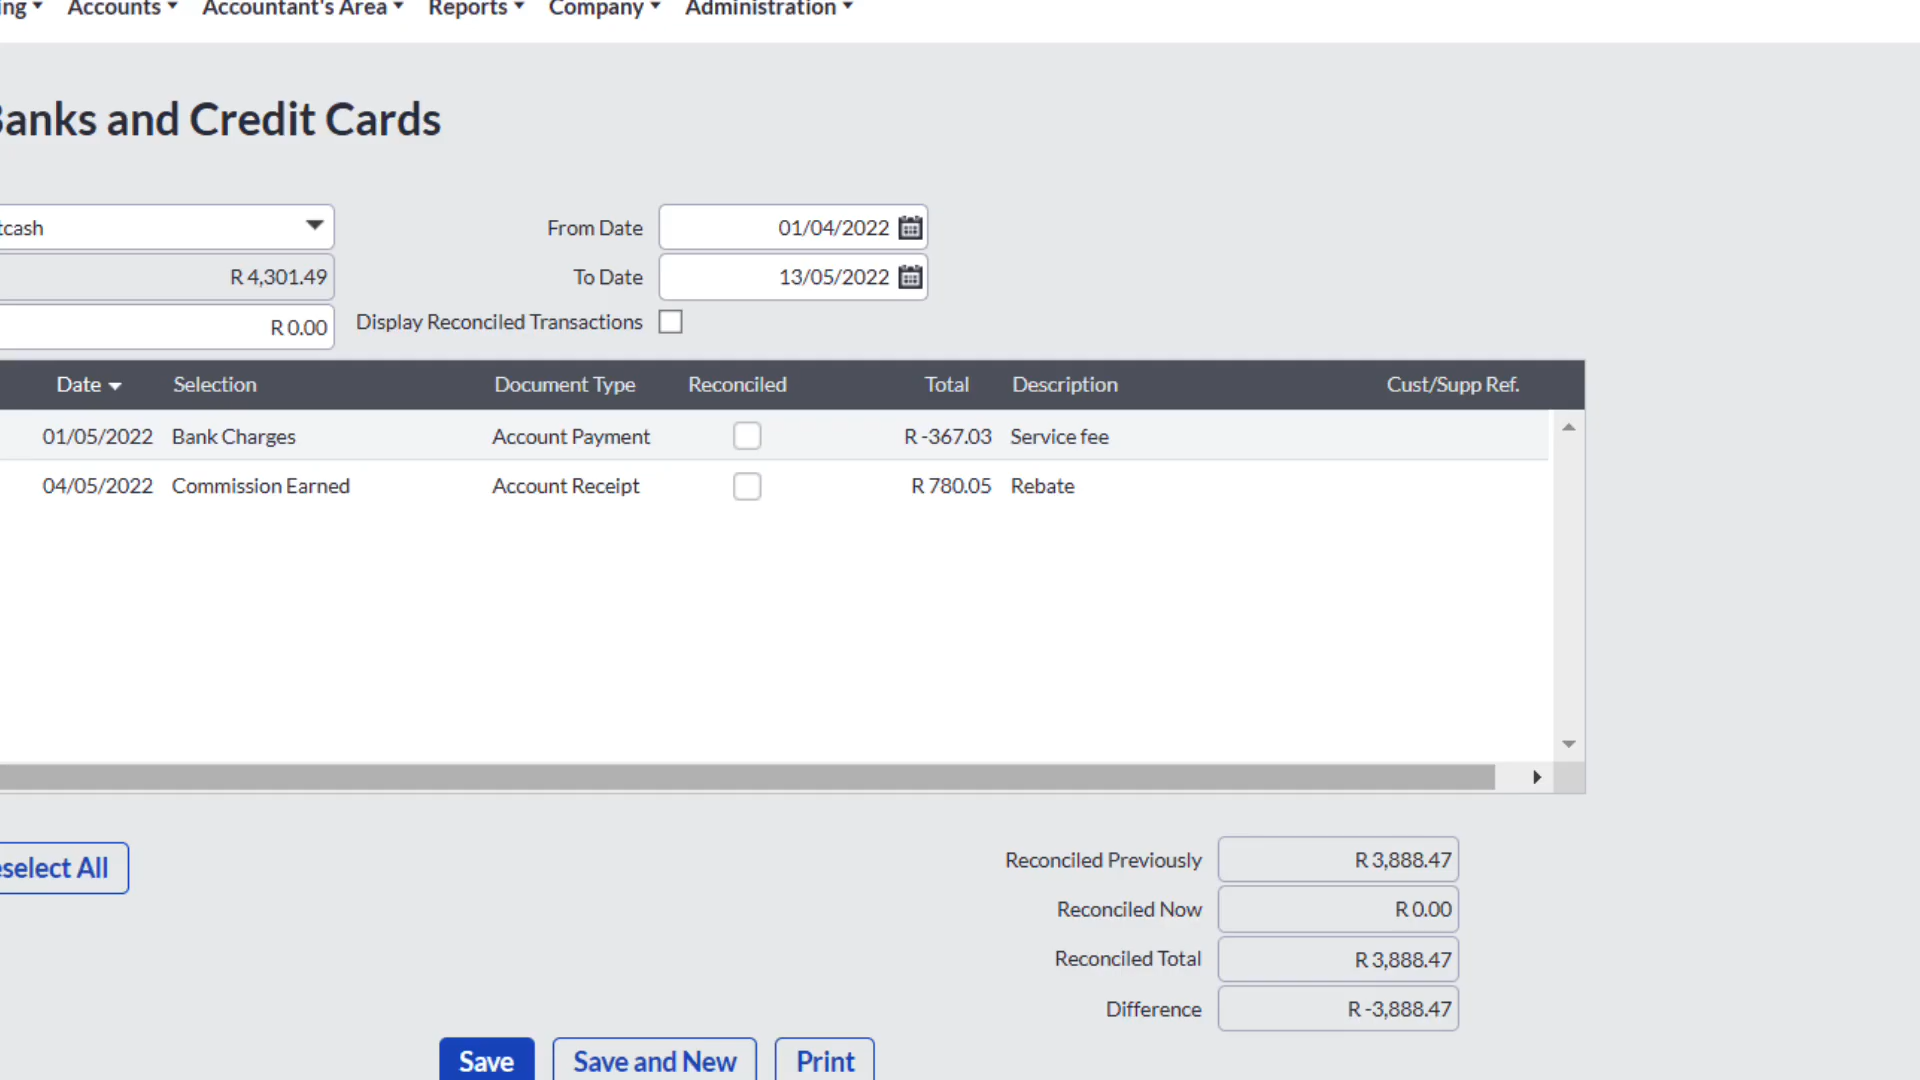 Accounts Accountant's Area Reports Company Administration
Banks and Credit Cards
From Date 01/04/2022
R 4,301.49 To Date 13/05/2022
R 0.00 Display Reconciled Transactions
Date Selection Document Type Reconciled Total Description Cust/Supp Ref.
01/05/2022 Bank Charges Account Payment R -367.03 Service fee
04/05/2022 Commission Earned Account Receipt R 780.05 Rebate
eselect All
Reconciled Previously R 3,888.47
Reconciled Now R 0.00
Reconciled Total R 3,888.47
Difference R -3,888.47
Save Save and New Print